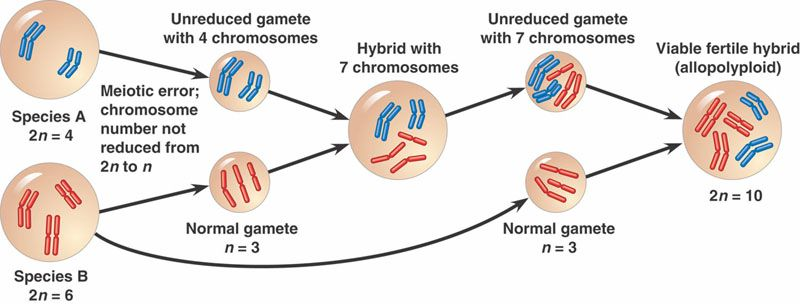 Species A
2n = 4
Meiotic error;
chromosome
number not
reduced from
2n to n
Unreduced gamete
with 4 chromosomes
Hybrid with
7 chromosomes
Unreduced gamete
with 7 chromosomes
Viable fertile hybrid
(allopolyploid)
2n = 10
Species B
2n = 6
Normal gamete
n = 3
Normal gamete
n = 3